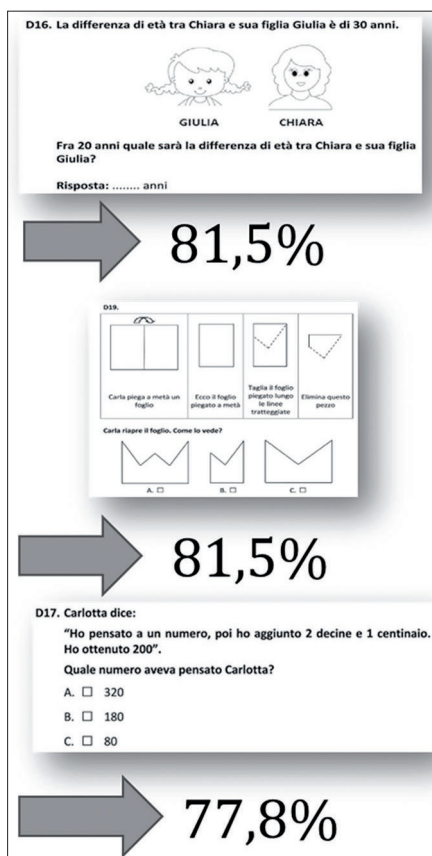 D16. La differenza di età tra Chiara e sua figlia Giulia è di 30 anni.
GIULIA CHIARA
Fra 20 anni quale sarà la differenza di età tra Chiara e sua figlia
Giulia?
Risposta: ........ anni
81,5%
D19.
Carla piega a metà un
foglio
Ecco il foglio
piegato a metà
Taglia il foglio
piegato lungo
le linee
tratteggiate
Elimina questo
pezzo
Carla riapre il foglio. Come lo vede?
A. ☐ B. ☐ C. ☐
81,5%
D17. Carlotta dice:
“Ho pensato a un numero, poi ho aggiunto 2 decine e 1 centinaio.
Ho ottenuto 200”.
Quale numero aveva pensato Carlotta?
A. ☐ 320
B. ☐ 180
C. ☐ 80
77,8%